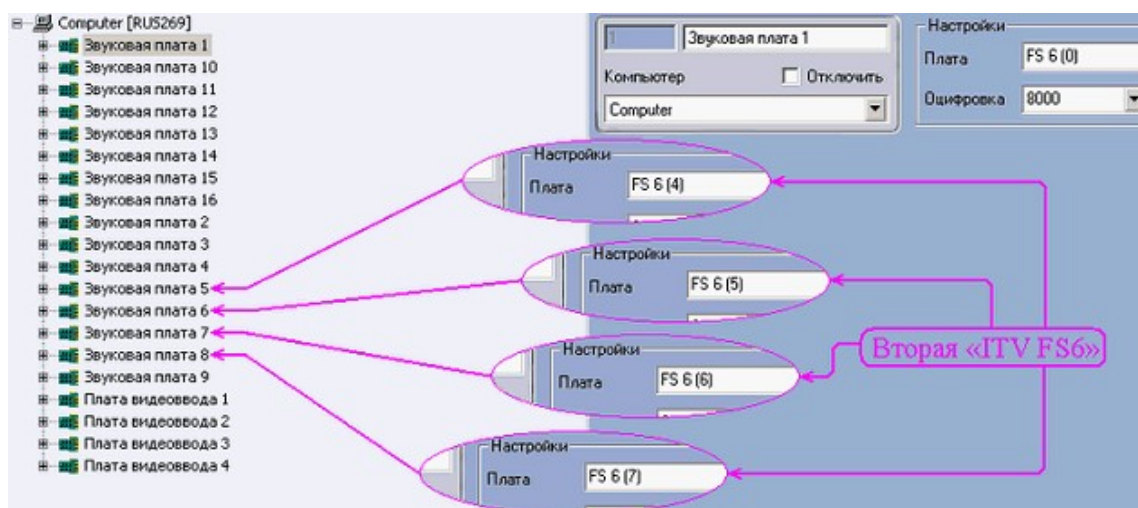 Computer [RUS269]
Звуковая плата 1
Звуковая плата 10
Звуковая плата 11
Звуковая плата 12
Звуковая плата 13
Звуковая плата 14
Звуковая плата 15
Звуковая плата 16
Звуковая плата 2
Звуковая плата 3
Звуковая плата 4
Звуковая плата 5
Звуковая плата 6
Звуковая плата 7
Звуковая плата 8
Звуковая плата 9
Плата видеоввода 1
Плата видеоввода 2
Плата видеоввода 3
Плата видеоввода 4
1 Звуковая плата 1
Компьютер Отключить
Computer
Настройки
Плата FS 6 (0)
Оцифровка 8000
Настройки
Плата FS 6 (4)
Настройки
Плата FS 6 (5)
Настройки
Плата FS 6 (6)
Настройки
Плата FS 6 (7)
Вторая «ITV FS6»